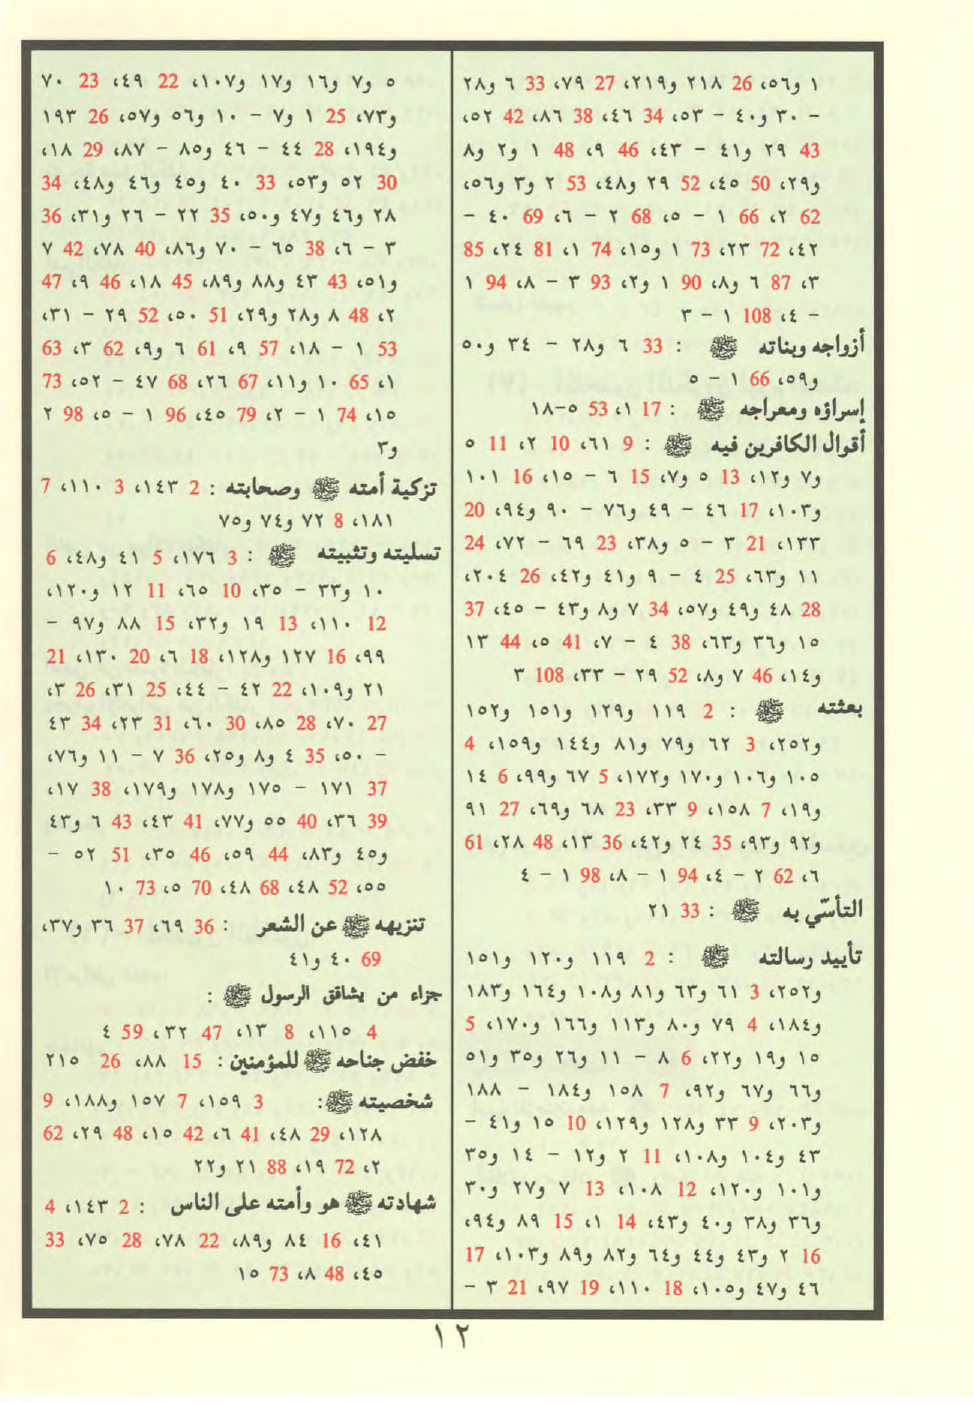 ١ و٥٦، 26 ٢١٨ و٢١٩، 27 ٧٩، 33 ٦ و٢٨
– ٣٠ و٤٠ – ٥٣، 34 ٤٦، 38 ٨٦، 42 ٥٢،
43 ٢٩ و٤١ – ٤٣، 46 ٩، 48 ١ و٢ و٨
و٢٩، 50 ٤٥، 52 ٢٩ و٤٨، 53 ٢ و٣ و٥٦،
62 ٢، 66 ١ – ٥، 68 ٢ – ٦، 69 ٤٠ –
٤٢، 72 ٢٣، 73 ١ و١٥، 74 ١، 81 ٢٤، 85
٣، 87 ٦ و٨، 90 ١ و٢، 93 ٣ – ٨، 94 ١
– ٤، 108 ١ – ٣
أزواجه وبناته ﷺ : 33 ٦ و٢٨ – ٣٤ و٥٠
و٥٩، 66 ١ – ٥
إسراؤه ومعراجه ﷺ : 17 ١، 53 ٥–١٨
أقوال الكافرين فيه ﷺ : 9 ٦١، 10 ٢، 11 ٥
و٧ و١٢، 13 ٥ و٧، 15 ٦ – ١٥، 16 ١٠١
و١٠٣، 17 ٤٦ – ٤٩ و٧٦ – ٩٠ و٩٤، 20
١٣٣، 21 ٣ – ٥ و٣٨، 23 ٦٩ – ٧٢، 24
١١ و٦٣، 25 ٤ – ٩ و٤١ و٤٢، 26 ٢٠٤،
28 ٤٨ و٤٩ و٥٧، 34 ٧ و٨ و٤٣ – ٤٥، 37
١٥ و٣٦ و٦٣، 38 ٤ – ٧، 41 ٥، 44 ١٣
و١٤، 46 ٧ و٨، 52 ٢٩ – ٣٣، 108 ٣
بعثته ﷺ : 2 ١١٩ و١٢٩ و١٥١ و١٥٢
و٢٥٢، 3 ٦٢ و٧٩ و٨١ و١٤٤ و١٥٩، 4
١٠٥ و١٠٦ و١٧٠ و١٧٢، 5 ٦٧ و٩٩، 6 ١٤
و١٩، 7 ١٥٨، 9 ٣٣، 23 ٦٨ و٦٩، 27 ٩١
و٩٢ و٩٣، 35 ٢٤ و٤٢، 36 ١٣، 48 ٢٨، 61
٦، 62 ٢ – ٤، 94 ١ – ٨، 98 ١ – ٤
التأسّي به ﷺ : 33 ٢١
تأييد رسالته ﷺ : 2 ١١٩ و١٢٠ و١٥١
و٢٥٢، 3 ٦١ و٦٣ و٨١ و١٠٨ و١٦٤ و١٨٣
و١٨٤، 4 ٧٩ و٨٠ و١١٣ و١٦٦ و١٧٠، 5
١٥ و١٩ و٢٢، 6 ٨ – ١١ و٢٦ و٣٥ و٥١
و٦٦ و٦٧ و٩٢، 7 ١٥٨ و١٨٤ – ١٨٨
و٢٠٣، 9 ٣٣ و١٢٨ و١٢٩، 10 ١٥ و٤١ –
٤٣ و١٠٤ و١٠٨، 11 ٢ و١٢ – ١٤ و٣٥
و١٠١ و١٢٠، 12 ١٠٨، 13 ٧ و٢٧ و٣٠
و٣٦ و٣٨ و٤٠ و٤٣، 14 ١، 15 ٨٩ و٩٤،
16 ٢ و٤٣ و٤٤ و٦٤ و٨٢ و٨٩ و١٠٣، 17
٤٦ و٤٧ و١٠٥، 18 ١١٠، 19 ٩٧، 21 ٣ –
٥ و٧ و١٦ و١٧ و١٠٧، 22 ٤٩، 23 ٧٠
و٧٣، 25 ١ و٧ – ١٠ و٥٦ و٥٧، 26 ١٩٣
و١٩٤، 28 ٤٤ – ٤٦ و٨٥ – ٨٧، 29 ١٨،
30 ٥٢ و٥٣، 33 ٤٠ و٤٥ و٤٦ و٤٨، 34
٢٨ و٤٦ و٤٧ و٥٠، 35 ٢٢ – ٢٦ و٣١، 36
٣ – ٦، 38 ٦٥ – ٧٠ و٨٦، 40 ٧٨، 42 ٧
و٥١، 43 ٤٣ و٨٨ و٨٩، 45 ١٨، 46 ٩، 47
٢، 48 ٨ و٢٨ و٢٩، 51 ٥٠، 52 ٢٩ – ٣١،
53 ١ – ١٨، 57 ٩، 61 ٦ و٩، 62 ٣، 63
١، 65 ١٠ و١١، 67 ٢٦، 68 ٤٧ – ٥٢، 73
١٥، 74 ١ – ٢، 79 ٤٥، 96 ١ – ٥، 98 ٢
و٣
تزكية أمته ﷺ وصحابته : 2 ١٤٣، 3 ١١٠، 7
١٨١، 8 ٧٢ و٧٤ و٧٥
تسليته وتثبيته ﷺ : 3 ١٧٦، 5 ٤١ و٤٨، 6
١٠ و٣٣ – ٣٥، 10 ٦٥، 11 ١٢ و١٢٠،
12 ١١٠، 13 ١٩ و٣٢، 15 ٨٨ و٩٧ –
٩٩، 16 ١٢٧ و١٢٨، 18 ٦، 20 ١٣٠، 21
٢١ و١٠٩، 22 ٤٢ – ٤٤، 25 ٣١، 26 ٣،
27 ٧٠، 28 ٨٥، 30 ٦٠، 31 ٢٣، 34 ٤٣
– ٥٠، 35 ٤ و٨ و٢٥، 36 ٧ – ١١ و٧٦،
37 ١٧١ – ١٧٥ و١٧٨ و١٧٩، 38 ١٧،
39 ٣٦، 40 ٥٥ و٧٧، 41 ٤٣، 43 ٦ و٤٣
و٤٥ و٨٣، 44 ٥٩، 46 ٣٥، 51 ٥٢ –
٥٥، 52 ٤٨، 68 ٤٨، 70 ٥، 73 ١٠
تنزيهه ﷺ عن الشعر : 36 ٦٩، 37 ٣٦ و٣٧،
69 ٤٠ و٤١
جزاء من يشاقق الرسول ﷺ :
4 ١١٥، 8 ١٣، 47 ٣٢، 59 ٤
خفض جناحه ﷺ للمؤمنين : 15 ٨٨، 26 ٢١٥
شخصيته ﷺ: 3 ١٥٩، 7 ١٥٧ و١٨٨، 9
١٢٨، 29 ٤٨، 41 ٦، 42 ١٥، 48 ٢٩، 62
٢، 72 ١٩، 88 ٢١ و٢٢
شهادته ﷺ هو وأمته على الناس : 2 ١٤٣، 4
٤١، 16 ٨٤ و٨٩، 22 ٧٨، 28 ٧٥، 33
٤٥، 48 ٨، 73 ١٥
١٢